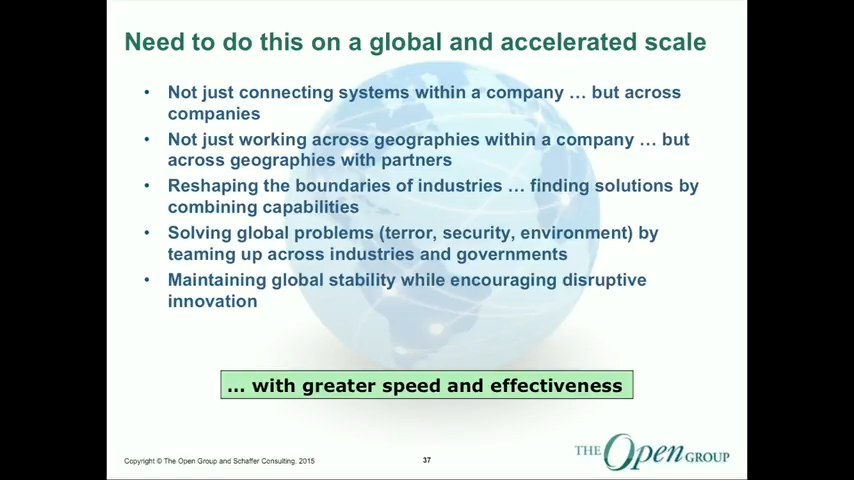 Need to do this on a global and accelerated scale
• Not just connecting systems within a company … but across
companies
• Not just working across geographies within a company … but
across geographies with partners
• Reshaping the boundaries of industries … finding solutions by
combining capabilities
• Solving global problems (terror, security, environment) by
teaming up across industries and governments
• Maintaining global stability while encouraging disruptive
innovation
… with greater speed and effectiveness
Copyright © The Open Group and Schaffer Consulting, 2015
37
THE Open GROUP